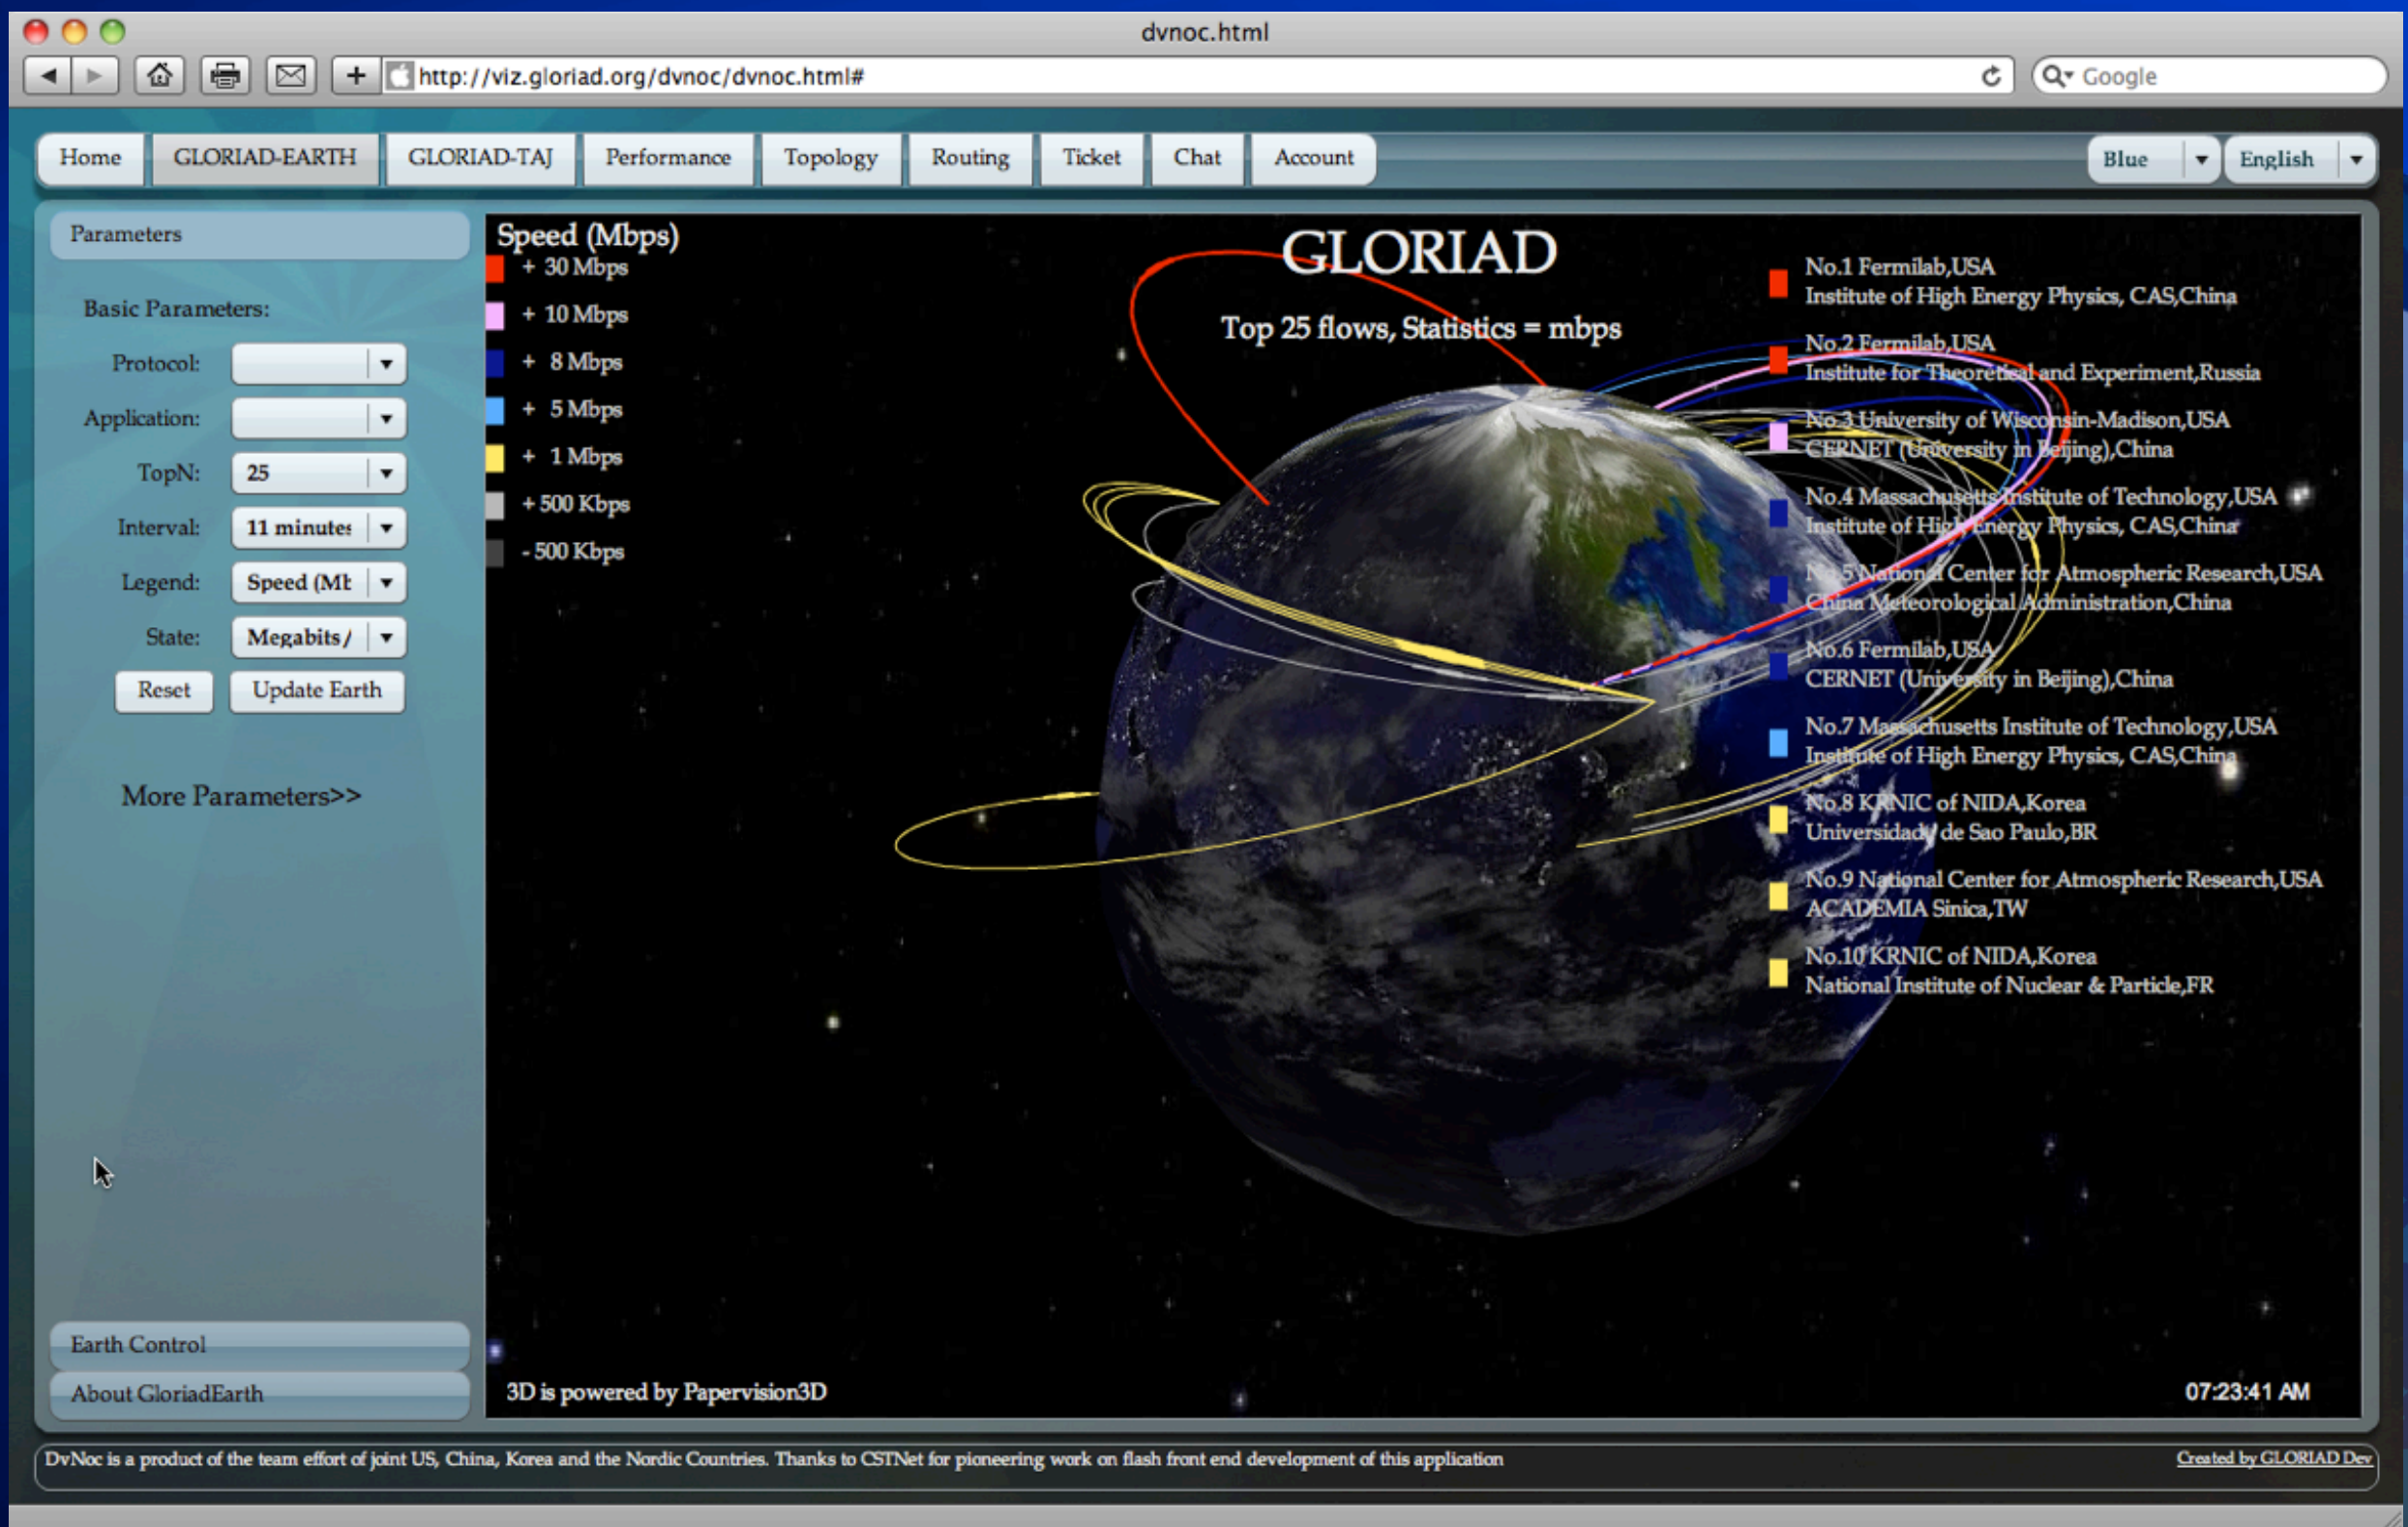 dvnoc.html
http://viz.gloriad.org/dvnoc/dvnoc.html#
Google
Home
GLORIAD-EARTH
GLORIAD-TAJ
Performance
Topology
Routing
Ticket
Chat
Account
Blue
English
Parameters
Basic Parameters:
Protocol:
Application:
TopN:
25
Interval:
11 minutes
Legend:
Speed (Mb
State:
Megabits/
Reset
Update Earth
More Parameters>>
Earth Control
About GloriadEarth
Speed (Mbps)
+ 30 Mbps
+ 10 Mbps
+ 8 Mbps
+ 5 Mbps
+ 1 Mbps
+ 500 Kbps
- 500 Kbps
GLORIAD
Top 25 flows, Statistics = mbps
No.1 Fermilab,USA
Institute of High Energy Physics, CAS,China
No.2 Fermilab,USA
Institute for Theoretical and Experiment,Russia
No.3 University of Wisconsin-Madison,USA
CERNET (University in Beijing),China
No.4 Massachusetts Institute of Technology,USA
Institute of High Energy Physics, CAS,China
No.5 National Center for Atmospheric Research,USA
China Meteorological Administration,China
No.6 Fermilab,USA
CERNET (University in Beijing),China
No.7 Massachusetts Institute of Technology,USA
Institute of High Energy Physics, CAS,China
No.8 KRNIC of NIDA,Korea
Universidady de Sao Paulo,BR
No.9 National Center for Atmospheric Research,USA
ACADEMIA Sinica,TW
No.10 KRNIC of NIDA,Korea
National Institute of Nuclear & Particle,FR
3D is powered by Papervision3D
07:23:41 AM
DvNoc is a product of the team effort of joint US, China, Korea and the Nordic Countries. Thanks to CSTNet for pioneering work on flash front end development of this application
Created by GLORIAD Dev